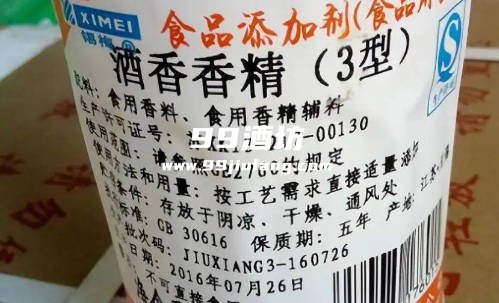 XIMEI
食品添加剂(食品用
酒香香精（3型）
配料: 食用香料、食用香精辅料
生产许可证号: -00130
使用范围:
规定
使用方法和用量: 按工艺需求直接适量添加
条件: 存放于阴凉、干燥、通风处
标准: GB 30616 保质期: 五年 产地:
批次码: JIUXIANG3-160726
2016年07月26日
不可直接食用
99酒坊
www.99jiufang.com